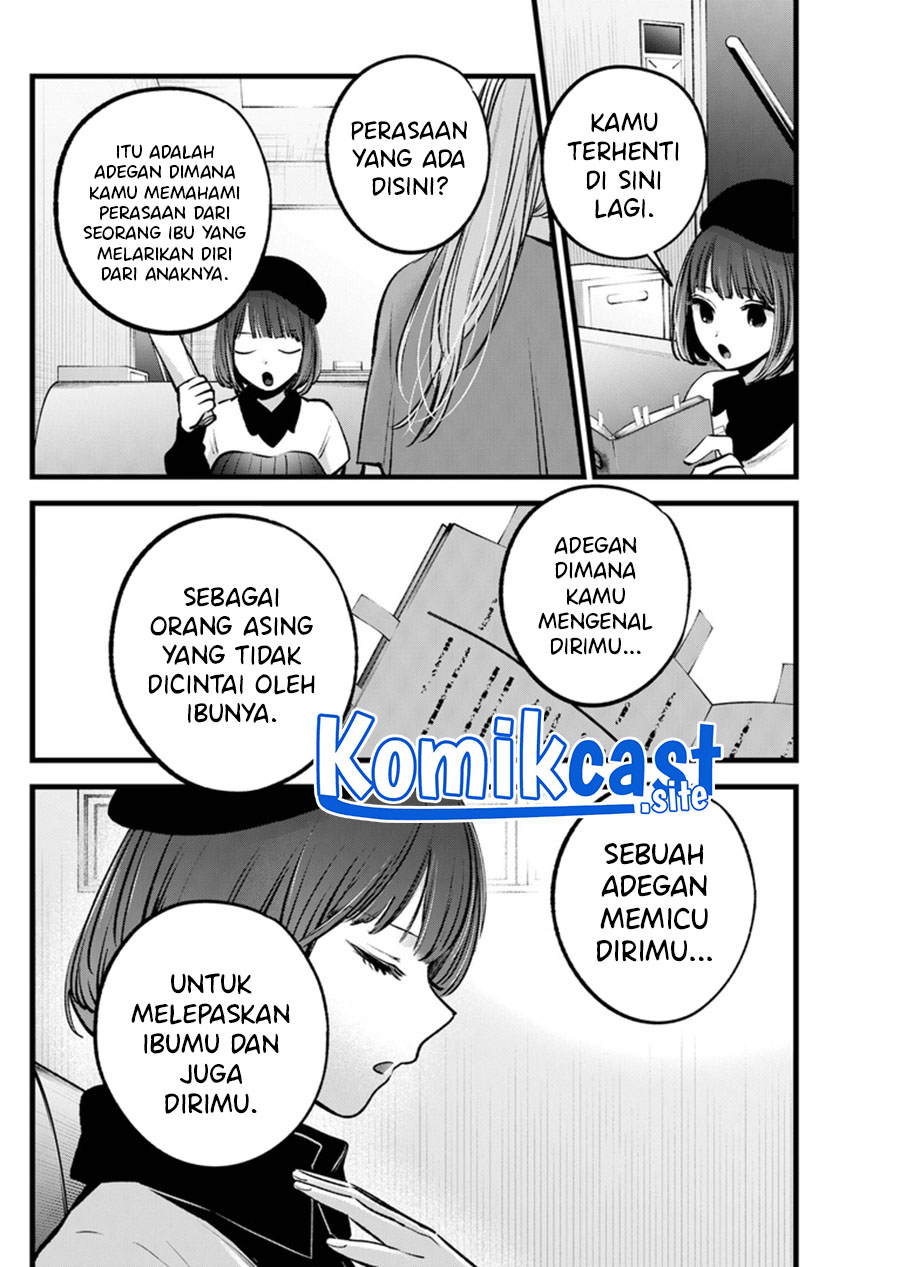 KAMU
TERHENTI
DI SINI
LAGI.
PERASAAN
YANG ADA
DISINI?
ITU ADALAH
ADEGAN DIMANA
KAMU MEMAHAMI
PERASAAN DARI
SEORANG IBU YANG
MELARIKAN DIRI
DARI ANAKNYA.
ADEGAN
DIMANA
KAMU
MENGENAL
DIRIMU...
SEBAGAI
ORANG ASING
YANG TIDAK
DICINTAI OLEH
IBUNYA.
Komikcast
.site
SEBUAH
ADEGAN
MEMICU
DIRIMU...
UNTUK
MELEPASKAN
IBUMU DAN
JUGA
DIRIMU.